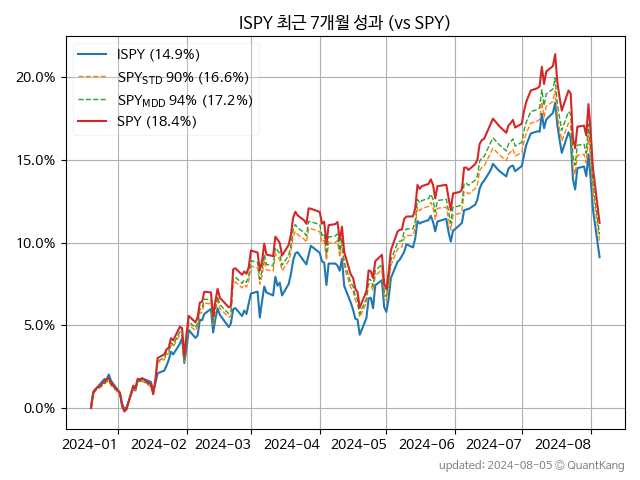 ISPY 최근 7개월 성과 (vs SPY)
ISPY (14.9%)
SPY_STD 90% (16.6%)
SPY_MDD 94% (17.2%)
SPY (18.4%)
20.0%
15.0%
10.0%
5.0%
0.0%
2024-01 2024-02 2024-03 2024-04 2024-05 2024-06 2024-07 2024-08
updated: 2024-08-05 © QuantKang